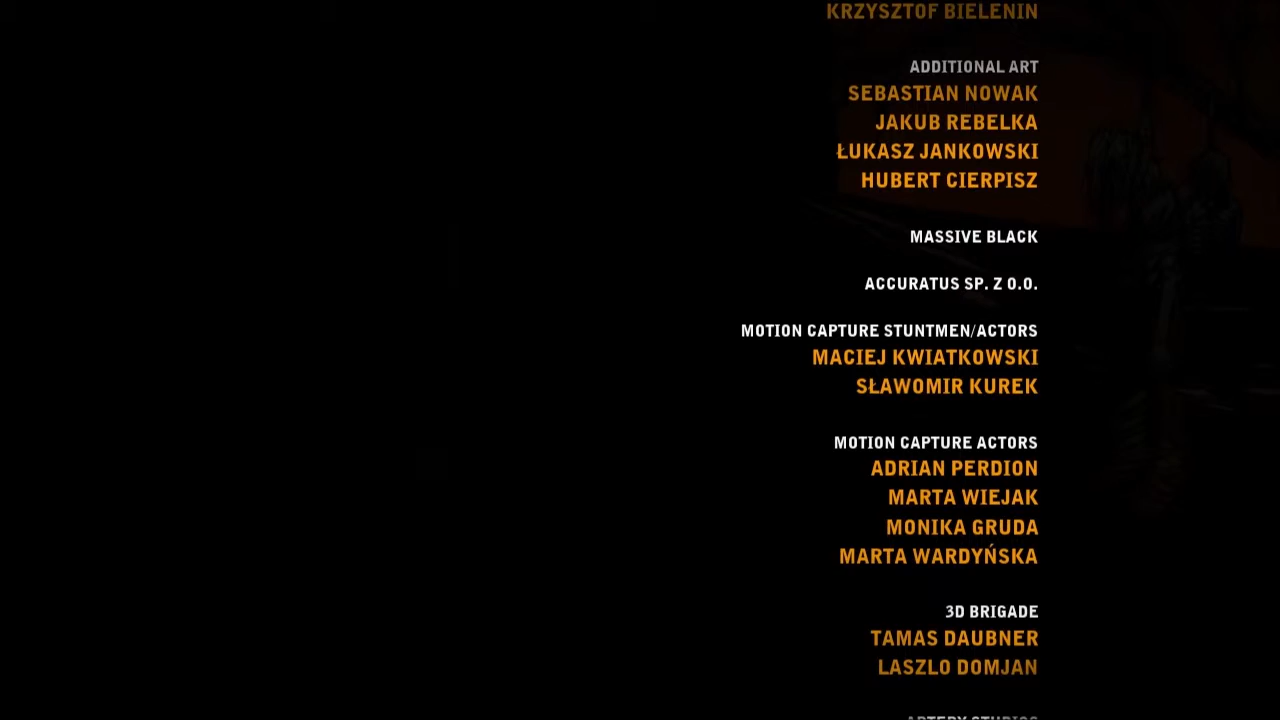 KRZYSZTOF BIELENIN
ADDITIONAL ART
SEBASTIAN NOWAK
JAKUB REBELKA
ŁUKASZ JANKOWSKI
HUBERT CIERPISZ
MASSIVE BLACK
ACCURATUS SP. Z O.O.
MOTION CAPTURE STUNTMEN/ACTORS
MACIEJ KWIATKOWSKI
SŁAWOMIR KUREK
MOTION CAPTURE ACTORS
ADRIAN PERDION
MARTA WIEJAK
MONIKA GRUDA
MARTA WARDYŃSKA
3D BRIGADE
TAMAS DAUBNER
LASZLO DOMJAN
ARTERY STUDIOS